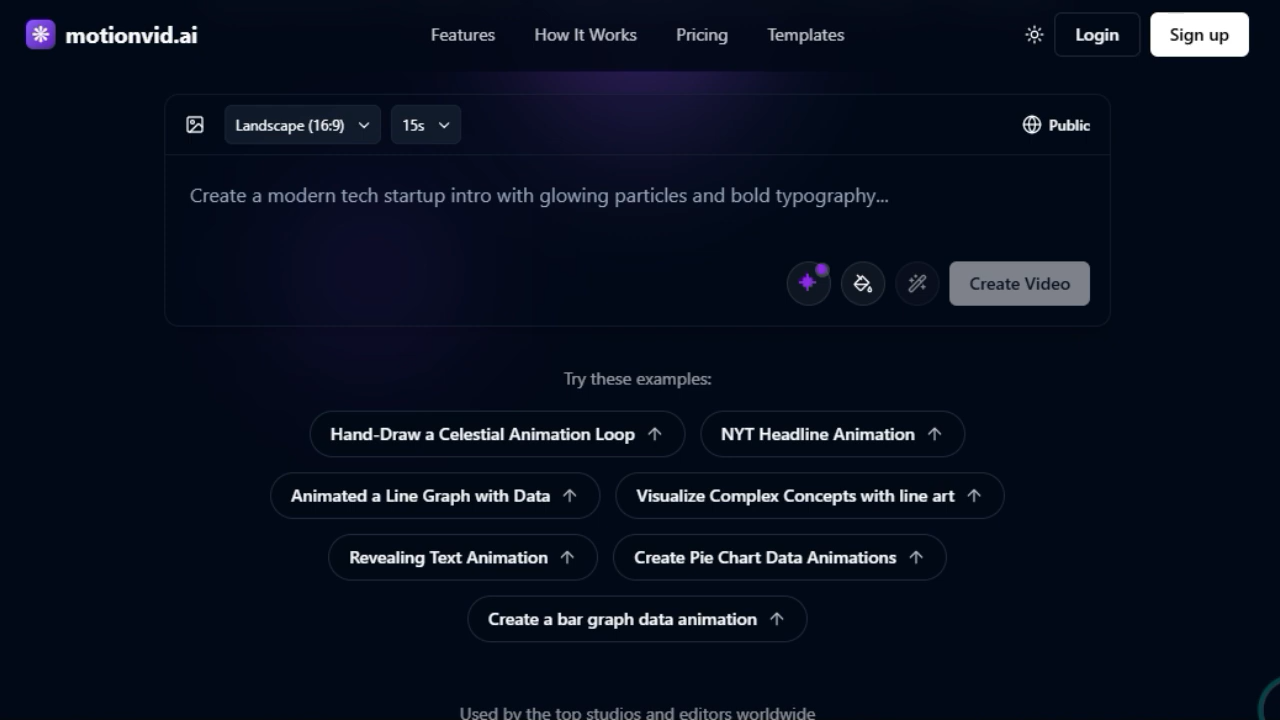 motionvid.ai Features How It Works Pricing Templates Login Sign up
Landscape (16:9) 15s Public
Create a modern tech startup intro with glowing particles and bold typography...
Create Video
Try these examples:
Hand-Draw a Celestial Animation Loop NYT Headline Animation
Animated a Line Graph with Data Visualize Complex Concepts with line art
Revealing Text Animation Create Pie Chart Data Animations
Create a bar graph data animation
Used by the top studios and editors worldwide